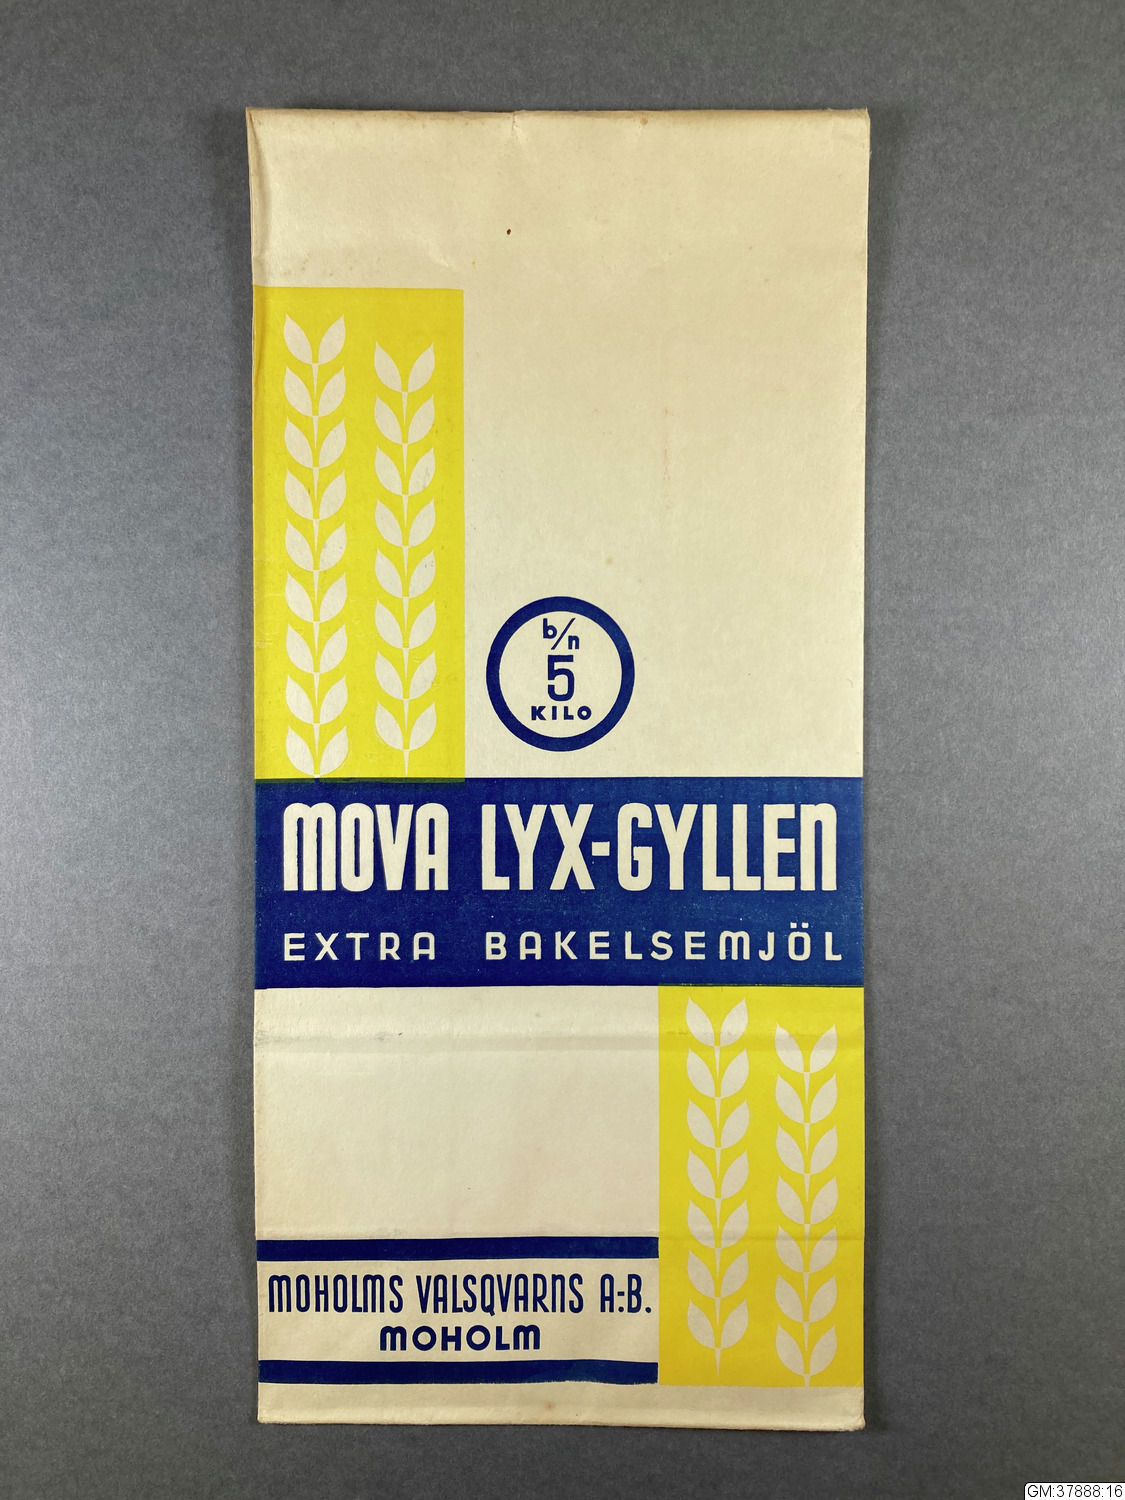 b/n
5
KILO
MOVA LYX-GYLLEN
EXTRA BAKELSEMJÖL
MOHOLMS VALSQVARNS A.-B.
MOHOLM
GM:37888:16